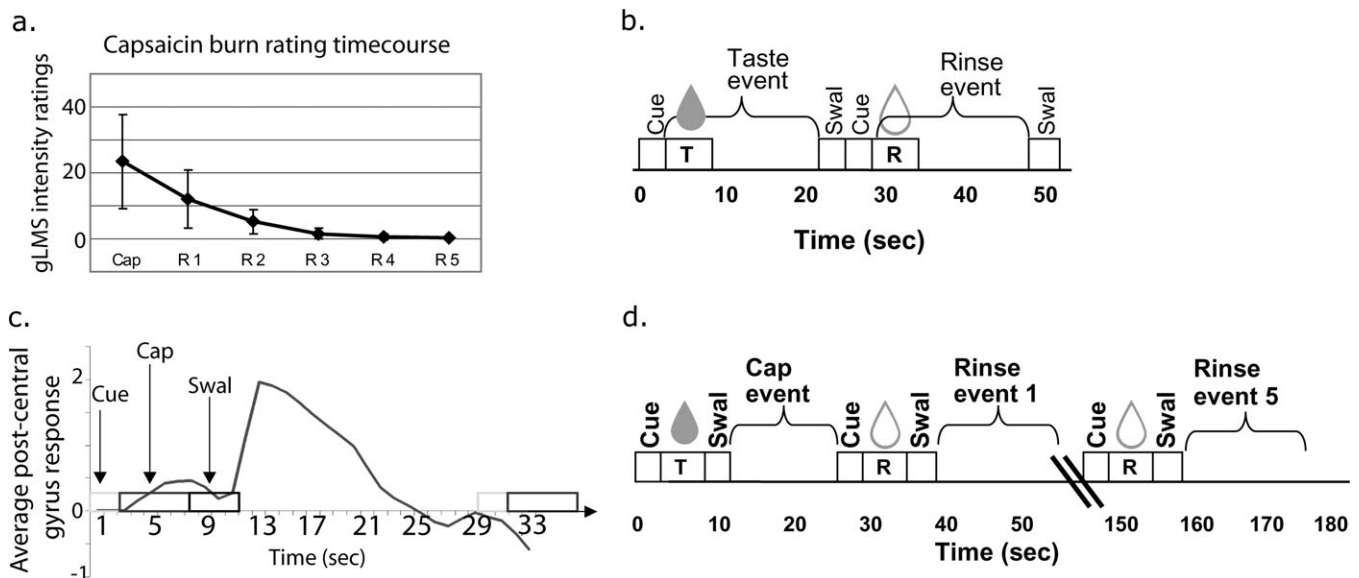 a.
Capsaicin burn rating timecourse
gLMS intensity ratings
40
20
0
Cap R 1 R 2 R 3 R 4 R 5
b.
Taste
event
Rinse
event
Cue
Swal
Cue
Swal
T
R
0 10 20 30 40 50
Time (sec)
c.
Average post-central
gyrus response
2
1
0
-1
Cue
Cap
Swal
1 5 9 13 17 21 25 29 33
Time (sec)
d.
Cap
event
Rinse
event 1
Rinse
event 5
Cue
Swal
Cue
Swal
Cue
Swal
T
R
R
0 10 20 30 40 50 150 160 170 180
Time (sec)